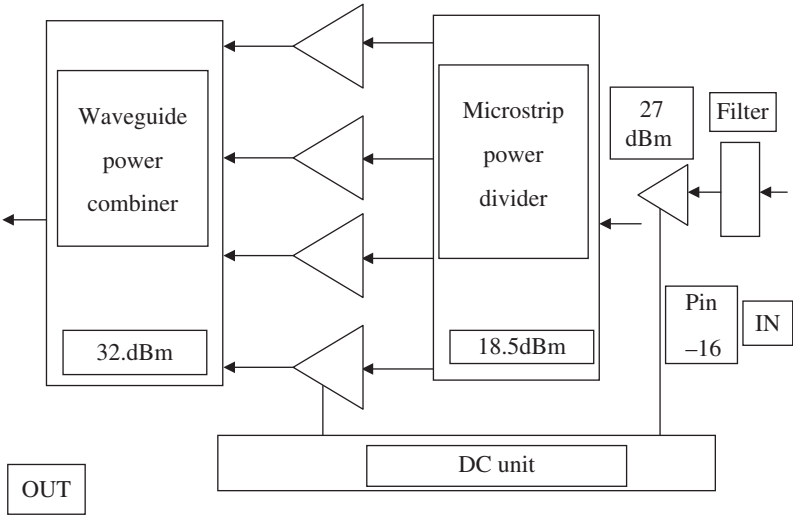 Waveguide
power
combiner
32.dBm
Microstrip
power
divider
18.5dBm
27
dBm
Filter
Pin
–16
IN
DC unit
OUT